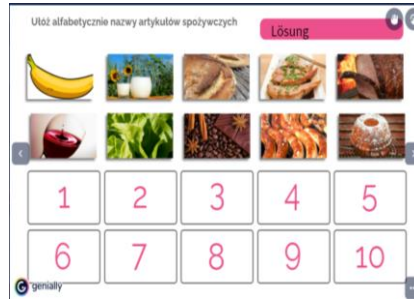 Ułóż alfabetycznie nazwy artykułów spożywczych
Lösung
1 2 3 4 5
6 7 8 9 10
genially